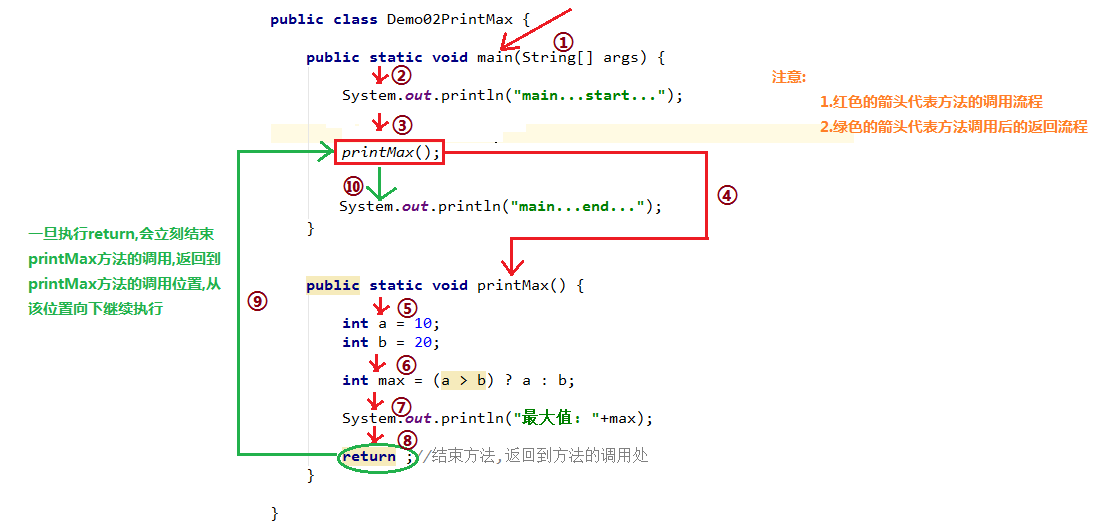 public class Demo02PrintMax {
①
public static void main(String[] args) {
②
System.out.println("main...start...");
注意:
1.红色的箭头代表方法的调用流程
2.绿色的箭头代表方法调用后的返回流程
③
printMax();
④
⑩
System.out.println("main...end...");
}
一旦执行return,会立刻结束
printMax方法的调用,返回到
printMax方法的调用位置,从
该位置向下继续执行
⑨
public static void printMax() {
⑤
int a = 10;
int b = 20;
⑥
int max = (a > b) ? a : b;
⑦
System.out.println("最大值："+max);
⑧
return ;//结束方法,返回到方法的调用处
}
}